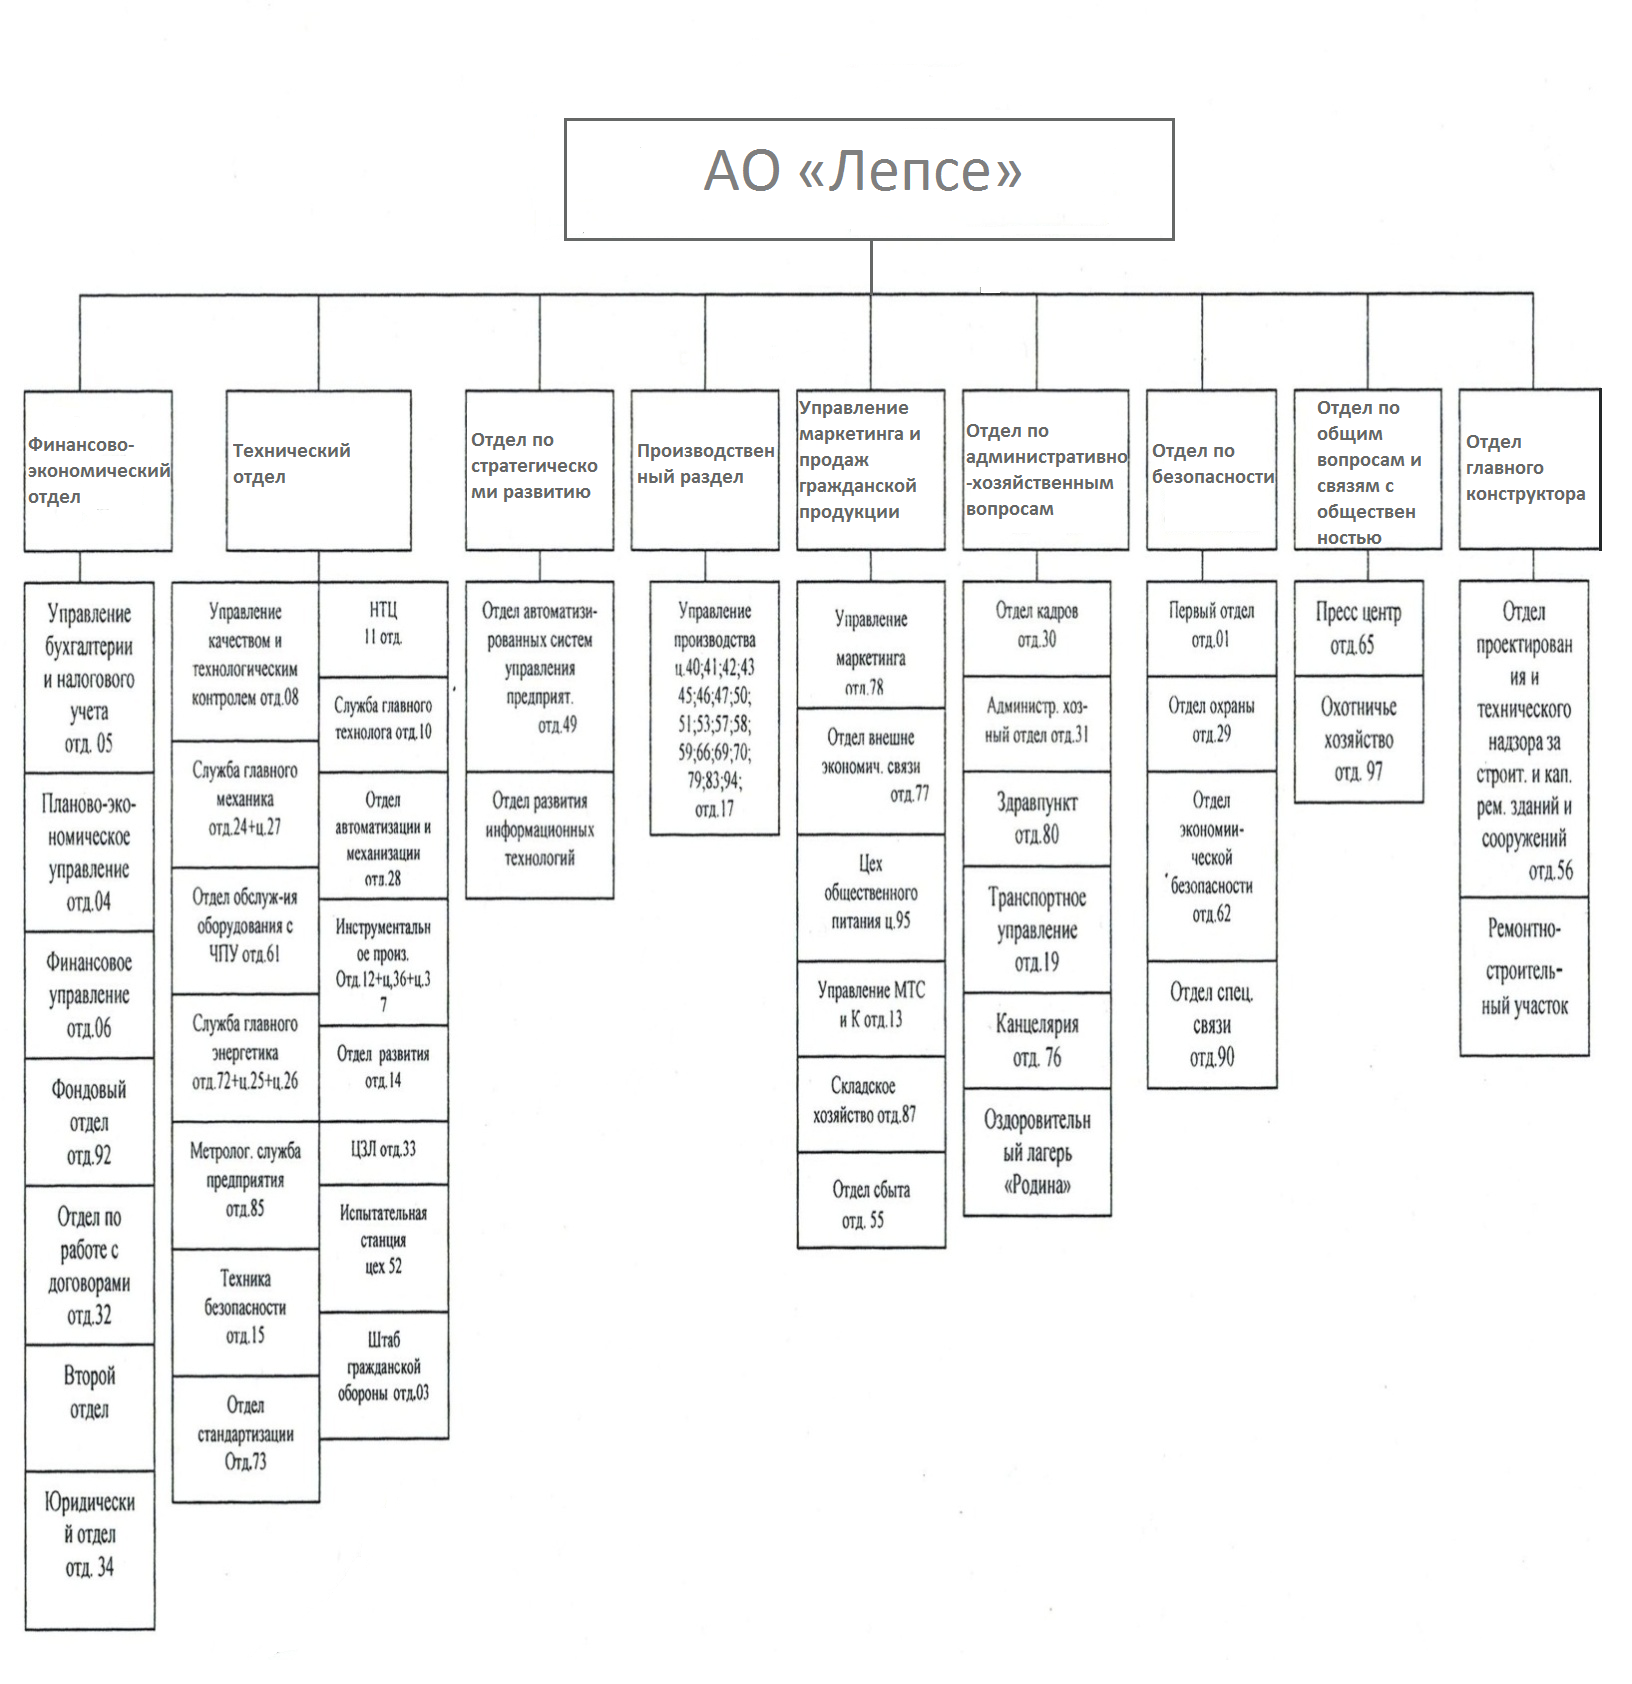 АО «Лепсе»
Финансово-
экономический
отдел
Технический
отдел
Отдел по
стратегическо
ми развитию
Производствен
ный раздел
Управление
маркетинга и
продаж
гражданской
продукции
Отдел по
административно
-хозяйственным
вопросам
Отдел по
безопасности
Отдел по
общим
вопросам и
связям с
обществен
ностью
Отдел
главного
конструктора
Управление
бухгалтерии
и налогового
учета
отд. 05
Планово-эко-
номическое
управление
отд.04
Финансовое
управление
отд.06
Фондовый
отдел
отд.92
Отдел по
работе с
договорами
отд.32
Второй
отдел
Юридически
й отдел
отд. 34
Управление
качеством и
технологическим
контролем отд.08
Служба главного
механика
отд.24+ц.27
Отдел обслуж-ия
оборудования с
ЧПУ отд.61
Служба главного
энергетика
отд.72+ц.25+ц.26
Метролог. служба
предприятия
отд.85
Техника
безопасности
отд.15
Отдел
стандартизации
Отд.73
НТЦ
11 отд.
Служба главного
технолога отд.10
Отдел
автоматизации и
механизации
отд.28
Инструменталь
ое произ.
Отд.12+ц,36+ц.3
7
Отдел развития
отд.14
ЦЗЛ отд.33
Испытательная
станция
цех 52
Штаб
гражданской
обороны отд.03
Отдел автоматизи-
рованных систем
управления
предприят.
отд.49
Отдел развития
информационных
технологий
Управление
производства
ц.40;41;42;43
45;46;47;50;
51;53;57;58;
59;66;69;70;
79;83;94;
отд.17
Управление
маркетинга
отд.78
Отдел внешне
экономич. связи
отд.77
Цех
общественного
питания ц.95
Управление МТС
и К отд.13
Складское
хозяйство отд.87
Отдел сбыта
отд. 55
Отдел кадров
отд.30
Администр. хоз-
ный отдел отд.31
Здравпункт
отд.80
Транспортное
управление
отд.19
Канцелярия
отд. 76
Оздоровительн
ый лагерь
«Родина»
Первый отдел
отд.01
Отдел охраны
отд.29
Отдел
экономии-
ческой
безопасности
отд.62
Отдел спец.
связи
отд.90
Пресс центр
отд.65
Охотничье
хозяйство
отд. 97
Отдел
проектирован
ия и
технического
надзора за
строит. и кап.
рем. зданий и
сооружений
отд.56
Ремонтно-
строитель-
ный участок